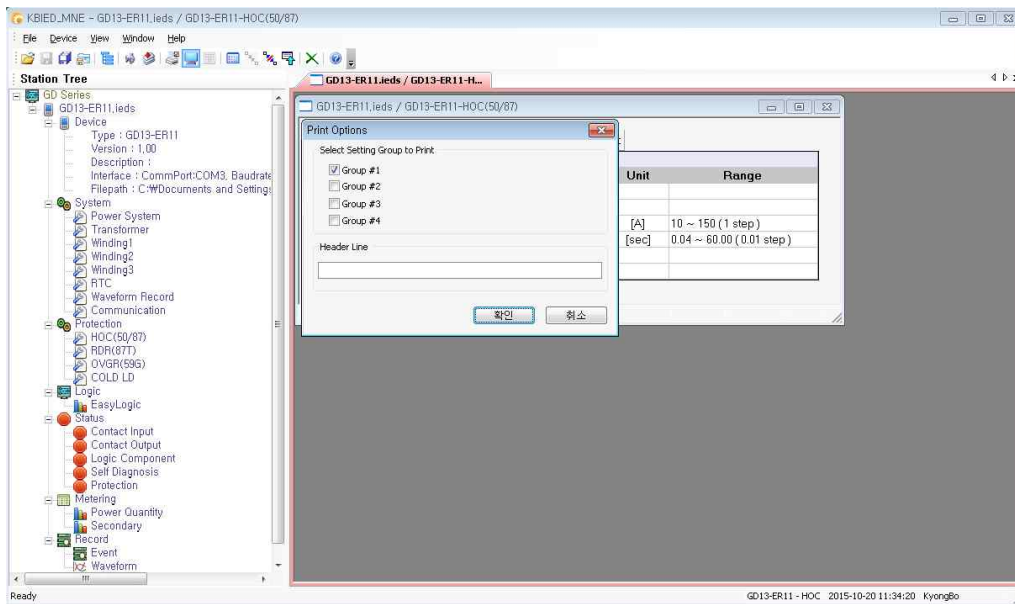 KBIED_MNE - GD13-ER11.ieds / GD13-ER11-HOC(50/87)
File Device View Window Help
Station Tree
GD13-ER11.ieds / GD13-ER11-H...
GD Series
GD13-ER11.ieds
Device
Type : GD13-ER11
Version : 1,00
Description :
Interface : CommPort:COM3, Baudrate
Filepath : C:₩Documents and Settings
System
Power System
Transformer
Winding1
Winding2
Winding3
RTC
Waveform Record
Communication
Protection
HOC(50/87)
RDR(87T)
OVGR(59G)
COLD LD
Logic
EasyLogic
Status
Contact Input
Contact Output
Logic Component
Self Diagnosis
Protection
Metering
Power Quantity
Secondary
Record
Event
Waveform
GD13-ER11.ieds / GD13-ER11-HOC(50/87)
Print Options
Select Setting Group to Print
Group #1
Group #2
Group #3
Group #4
Header Line
확인 취소
Unit Range
[A] 10 ~ 150 (1 step)
[sec] 0.04 ~ 60.00 (0.01 step)
Ready
GD13-ER11 - HOC 2015-10-20 11:34:20 KyongBo